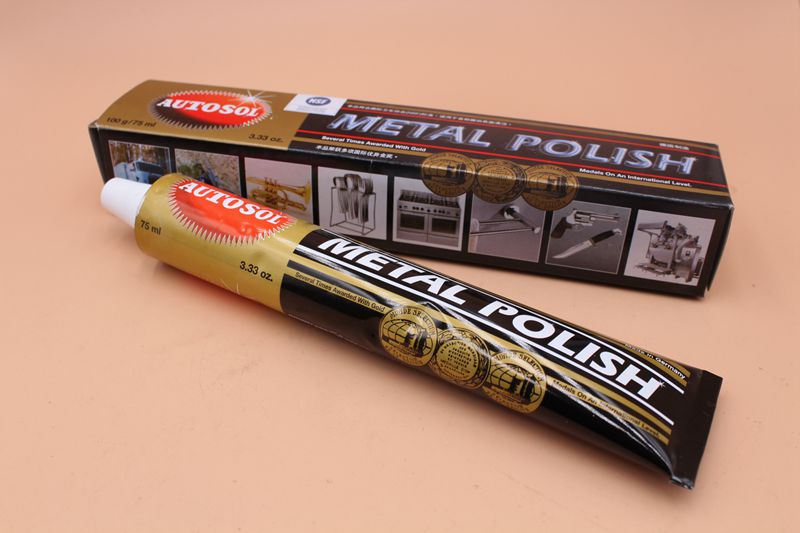 AUTOSOL
NSF
100 g/75 ml
3.33 oz.
METAL POLISH
Several Times Awarded With Gold
Medals On An International Level.
AUTOSOL
75 ml
3.33 oz.
METAL POLISH
Made in Germany
Several Times Awarded With Gold
Medals On An International Level.